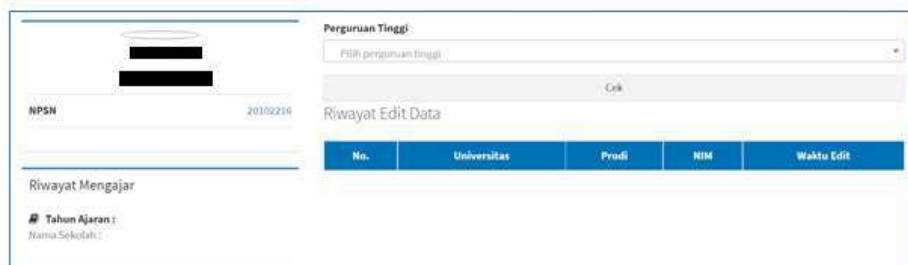 NPSN 20102216
Riwayat Mengajar
Tahun Ajaran :
Nama Sekolah :
Perguruan Tinggi
Pilih perguruan tinggi
Cek
Riwayat Edit Data
No. Universitas Prodi NIM Waktu Edit